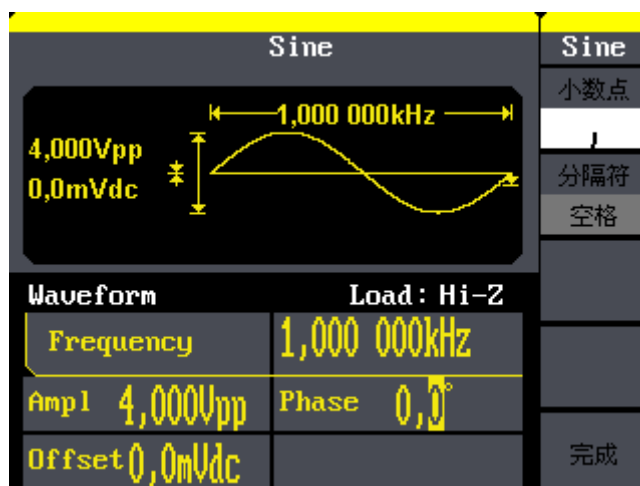 Sine
Sine
小数点
,
分隔符
空格
完成
1,000 000kHz
4,000Vpp
0,0mVdc
Waveform
Load: Hi-Z
Frequency
1,000 000kHz
Ampl 4,000Vpp
Phase 0,0°
Offset 0,0mVdc